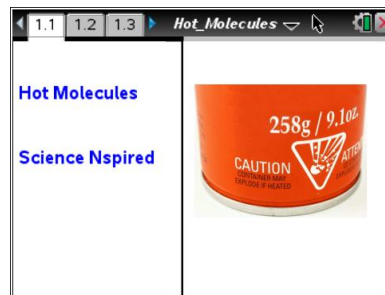 1.1 1.2 1.3 Hot_Molecules
Hot Molecules
Science Nspired
258g / 9.1oz.
CAUTION
CONTAINER MAY
EXPLODE IF HEATED
ATTEN